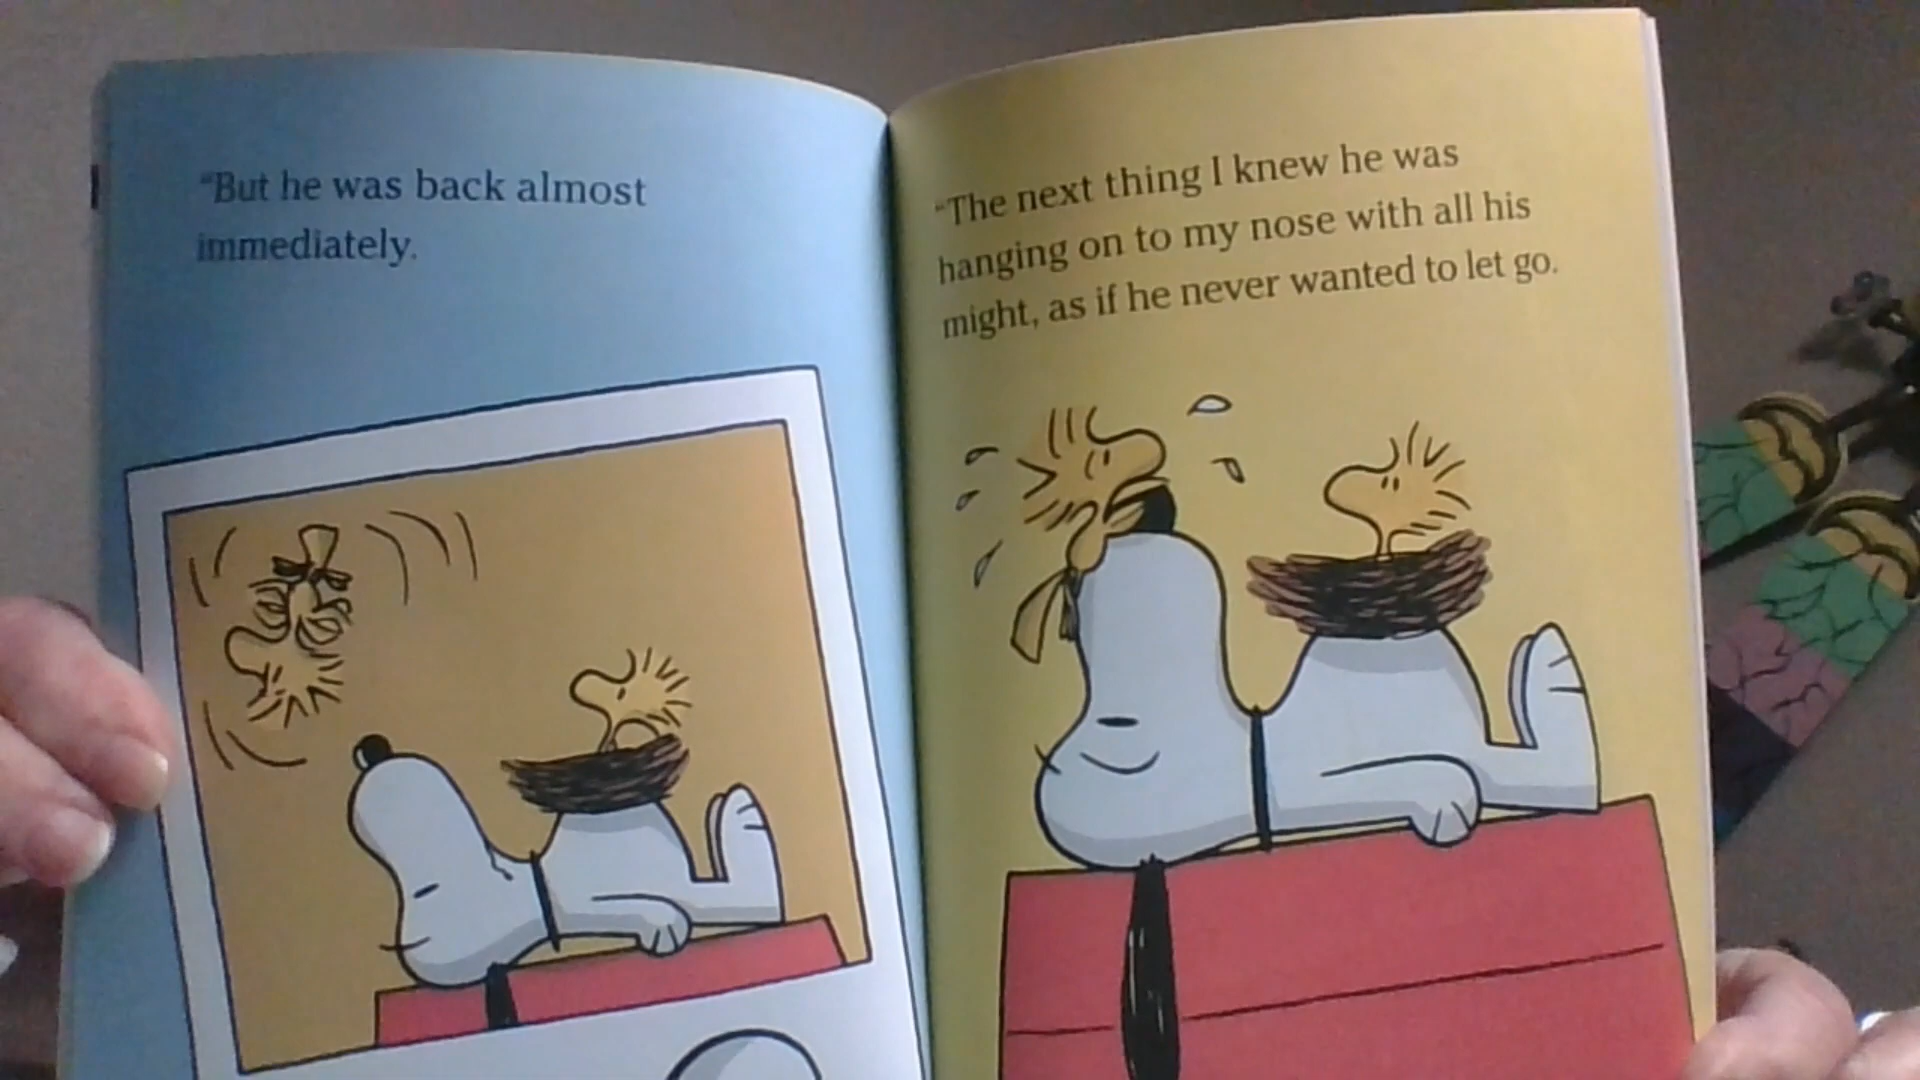 “But he was back almost
immediately.
“The next thing I knew he was
hanging on to my nose with all his
might, as if he never wanted to let go.